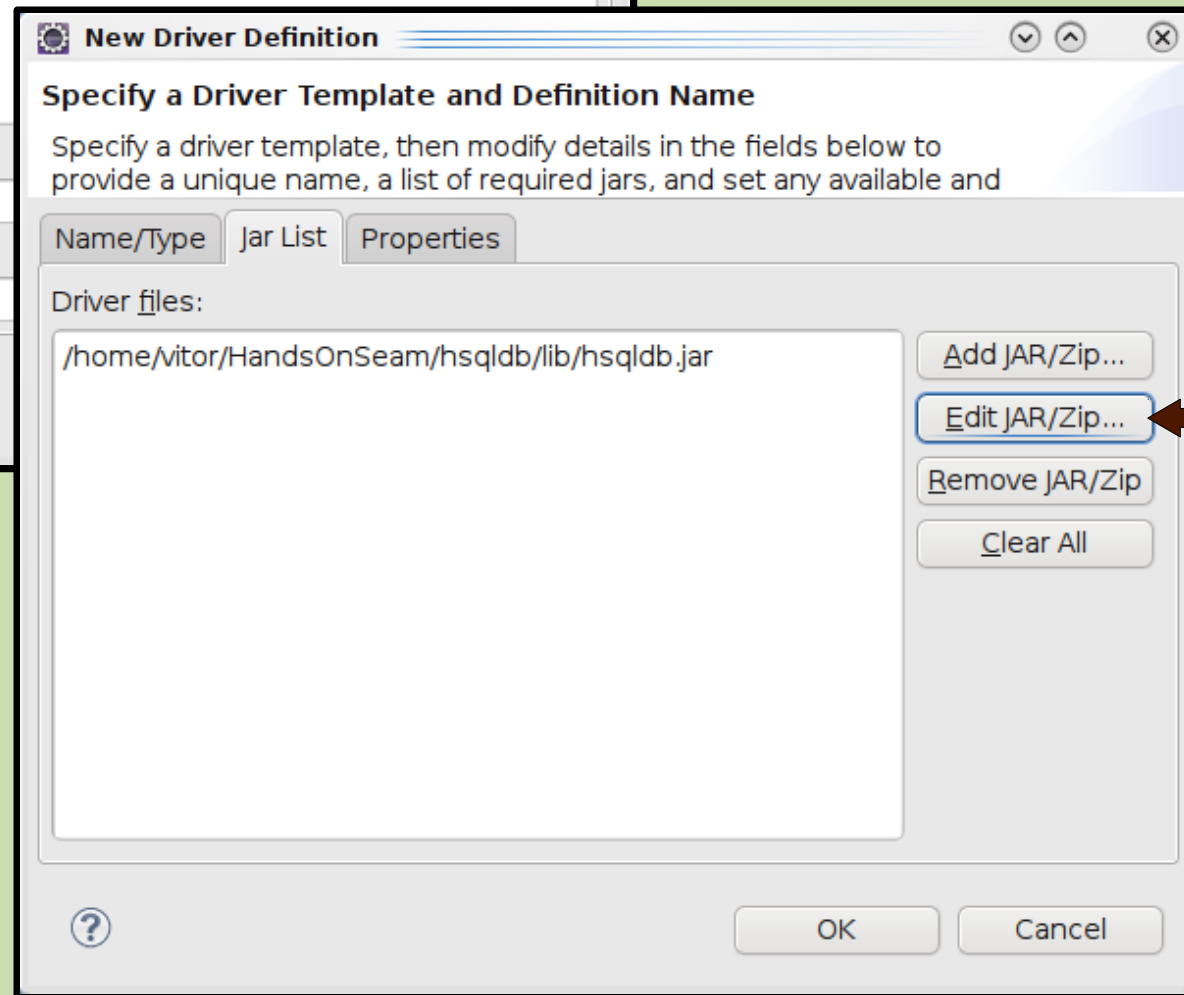 New Driver Definition
Specify a Driver Template and Definition Name
Specify a driver template, then modify details in the fields below to
provide a unique name, a list of required jars, and set any available and
Name/Type Jar List Properties
Driver files:
/home/vitor/HandsOnSeam/hsqldb/lib/hsqldb.jar
Add JAR/Zip...
Edit JAR/Zip...
Remove JAR/Zip
Clear All
?
OK Cancel